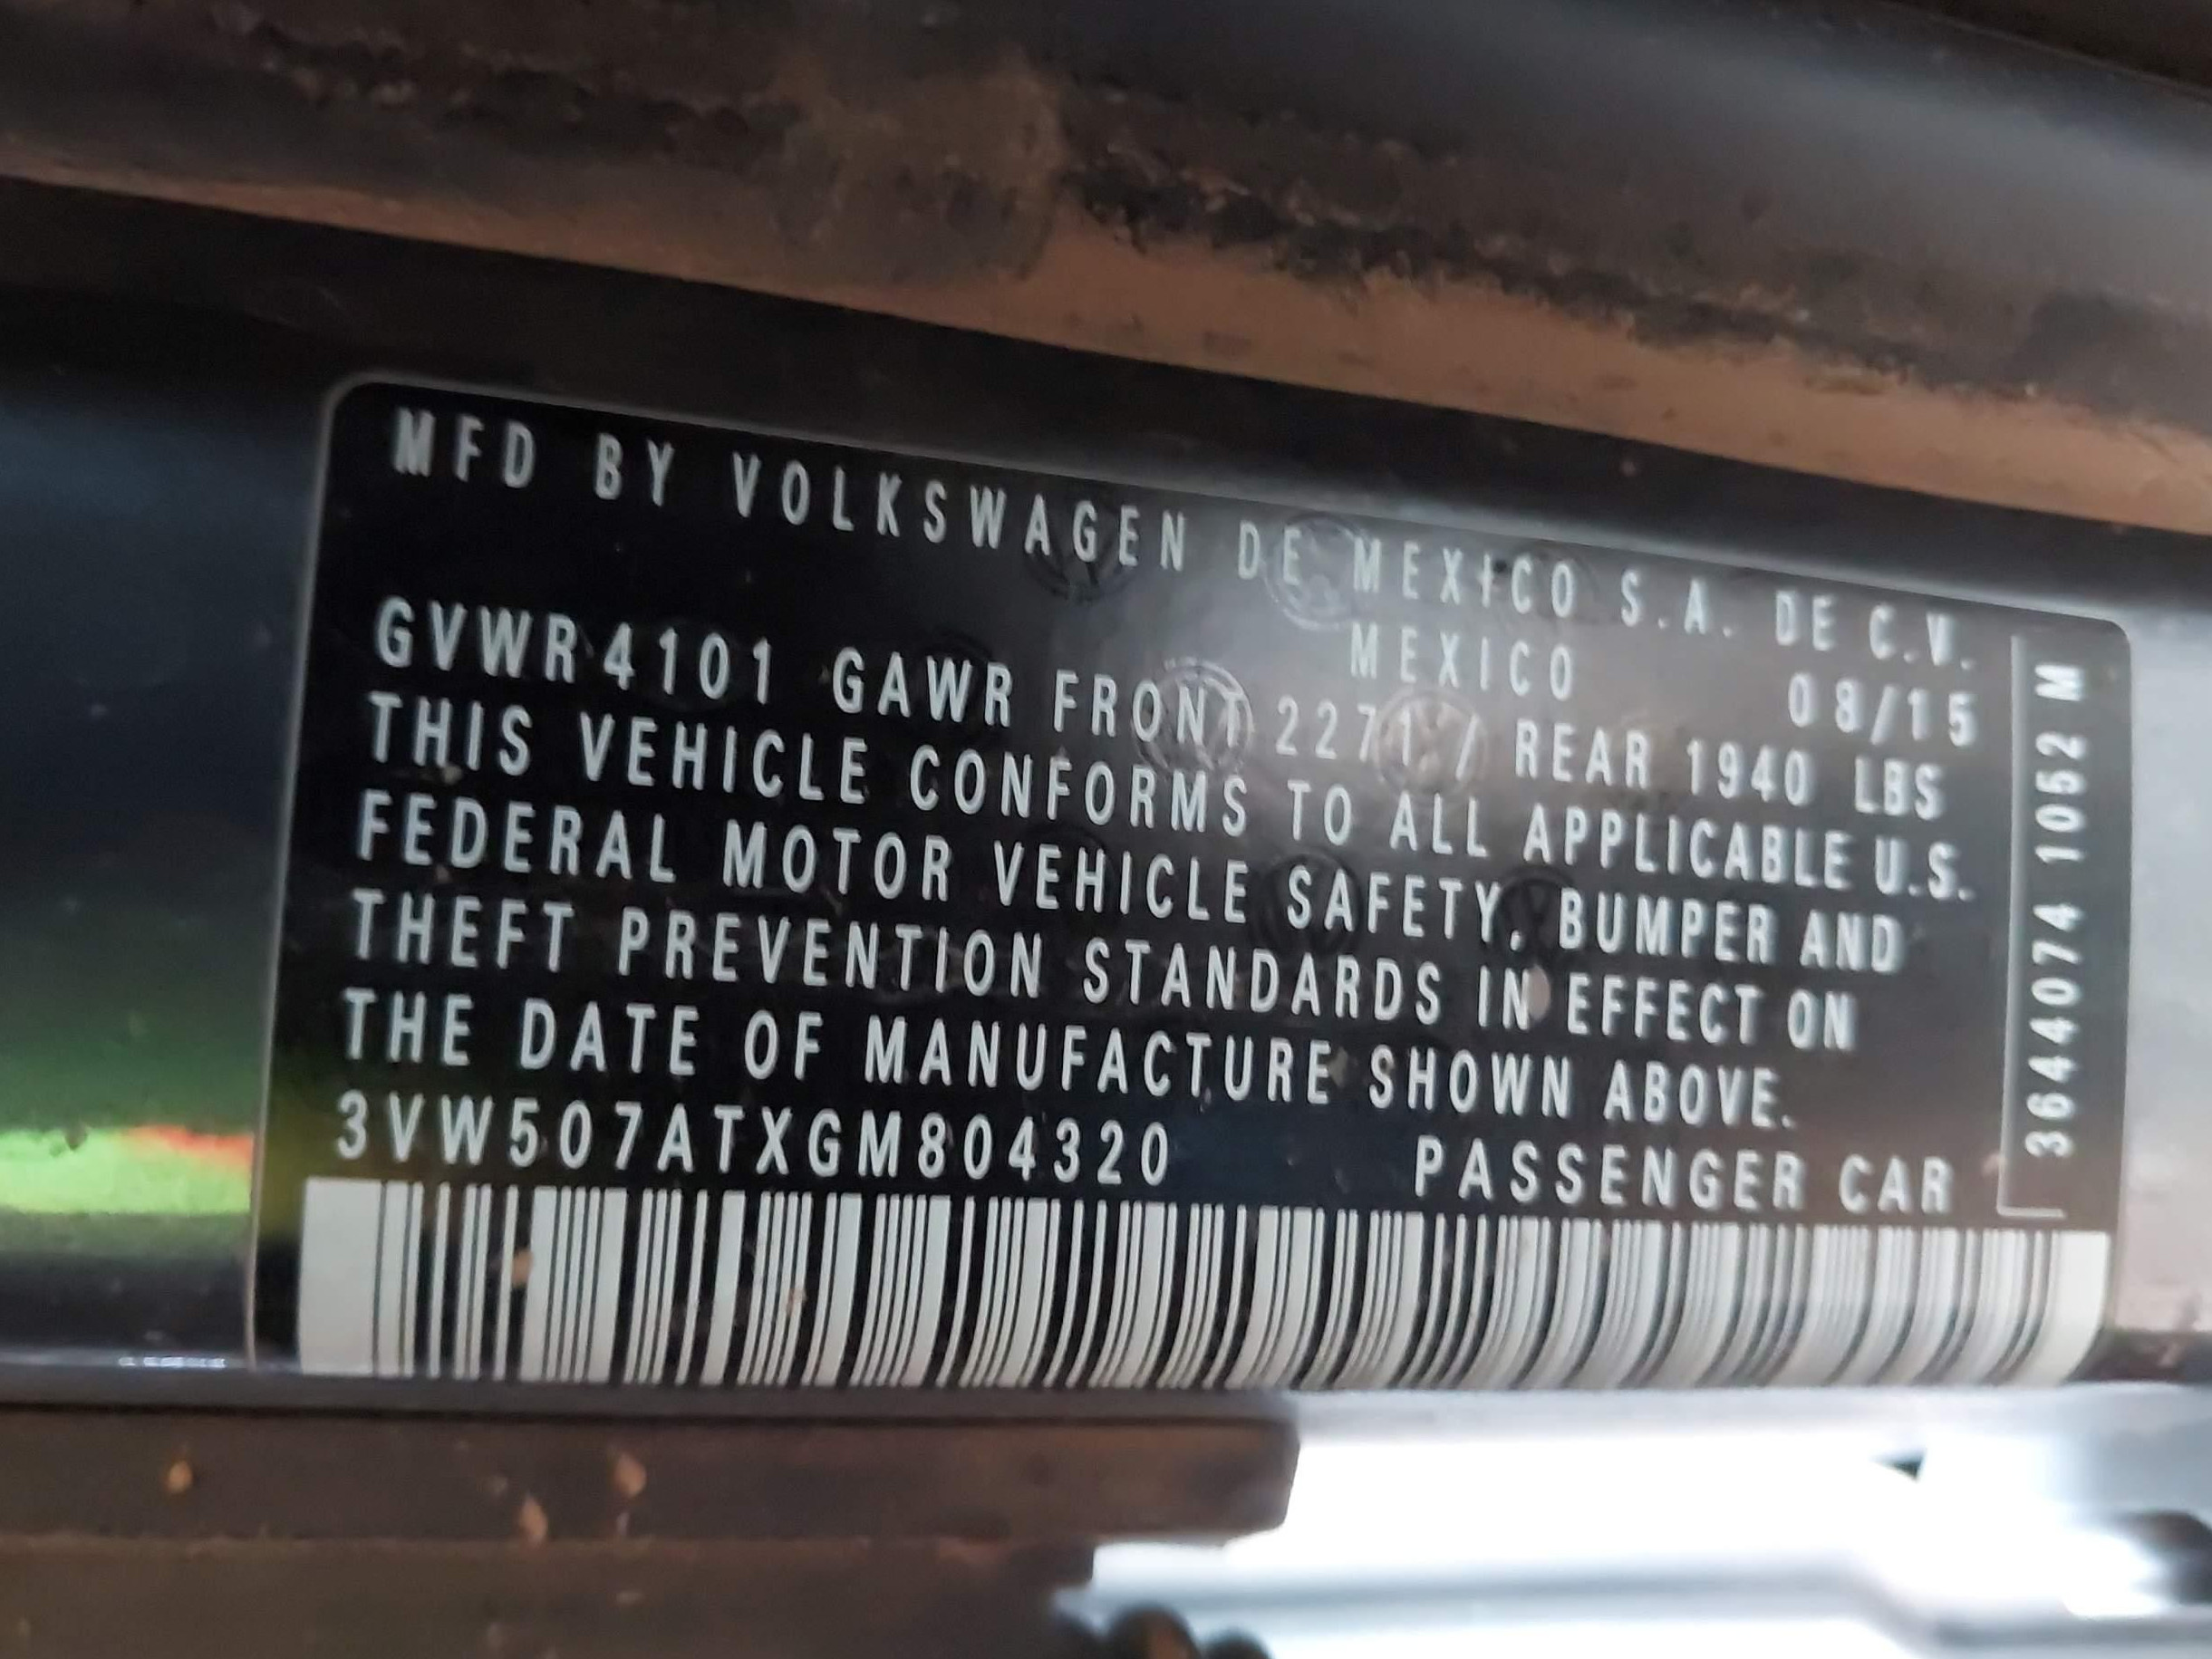 MFD BY VOLKSWAGEN DE MEXICO S.A. DE C.V.
MEXICO 08/15
GVWR 4101 GAWR FRONT 2271 / REAR 1940 LBS
THIS VEHICLE CONFORMS TO ALL APPLICABLE U.S.
FEDERAL MOTOR VEHICLE SAFETY, BUMPER AND
THEFT PREVENTION STANDARDS IN EFFECT ON
THE DATE OF MANUFACTURE SHOWN ABOVE.
3VW507ATXGM804320 PASSENGER CAR
3644074 1052 M